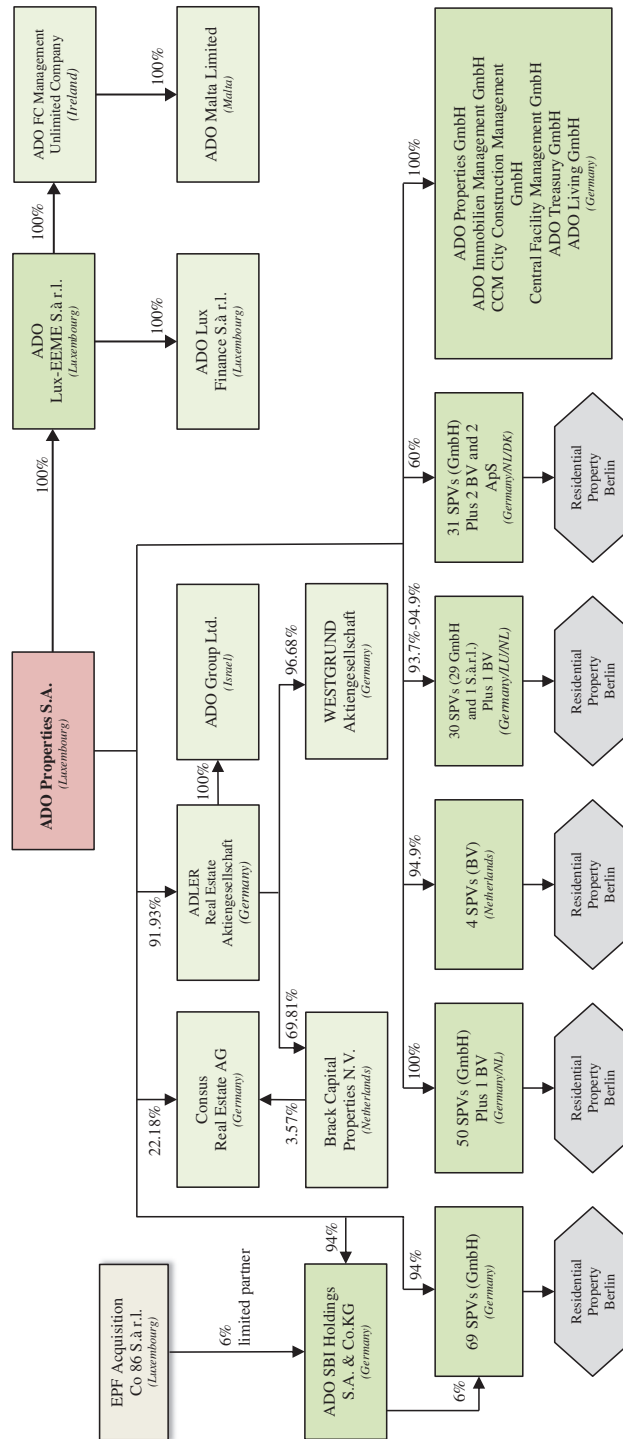 EPF Acquisition
Co 86 S.à r.l.
(Luxembourg)
ADO Properties S.A.
(Luxembourg)
100%
ADO
Lux-EEME S.à r.l.
(Luxembourg)
100%
ADO FC Management
Unlimited Company
(Ireland)
6%
limited partner
22.18%
91.93%
100%
100%
Consus
Real Estate AG
(Germany)
ADLER
Real Estate
Aktiengesellschaft
(Germany)
100%
ADO Group Ltd.
(Israel)
ADO Lux
Finance S.à r.l.
(Luxembourg)
ADO Malta Limited
(Malta)
94%
3.57%
69.81%
96.68%
ADO SBI Holdings
S.A. & Co.KG
(Germany)
Brack Capital
Properties N.V.
(Netherlands)
WESTGRUND
Aktiengesellschaft
(Germany)
94%
100%
94.9%
93.7%-94.9%
60%
100%
6%
69 SPVs (GmbH)
(Germany)
50 SPVs (GmbH)
Plus 1 BV
(Germany/NL)
4 SPVs (BV)
(Netherlands)
30 SPVs (29 GmbH
and 1 S.à.r.l.)
Plus 1 BV
(Germany/LU/NL)
31 SPVs (GmbH)
Plus 2 BV and 2
ApS
(Germany/NL/DK)
ADO Properties GmbH
ADO Immobilien Management GmbH
CCM City Construction Management
GmbH
Central Facility Management GmbH
ADO Treasury GmbH
ADO Living GmbH
(Germany)
Residential
Property
Berlin
Residential
Property
Berlin
Residential
Property
Berlin
Residential
Property
Berlin
Residential
Property
Berlin